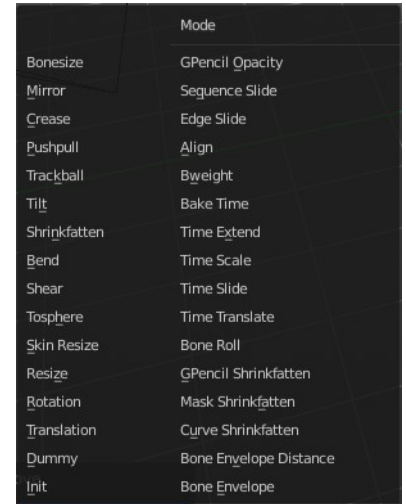 Mode
Bonesize GPencil Opacity
Mirror Sequence Slide
Crease Edge Slide
Pushpull Align
Trackball Bweight
Tilt Bake Time
Shrinkfatten Time Extend
Bend Time Scale
Shear Time Slide
Tosphere Time Translate
Skin Resize Bone Roll
Resize GPencil Shrinkfatten
Rotation Mask Shrinkfatten
Translation Curve Shrinkfatten
Dummy Bone Envelope Distance
Init Bone Envelope